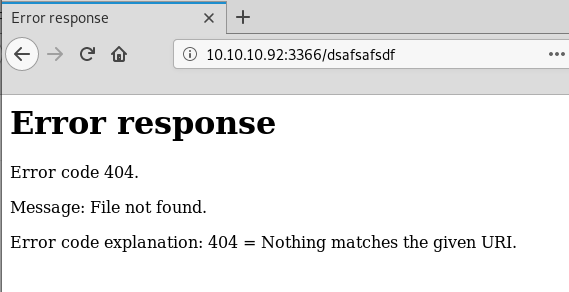 Error response
10.10.10.92:3366/dsafsafsdf
Error response
Error code 404.
Message: File not found.
Error code explanation: 404 = Nothing matches the given URI.